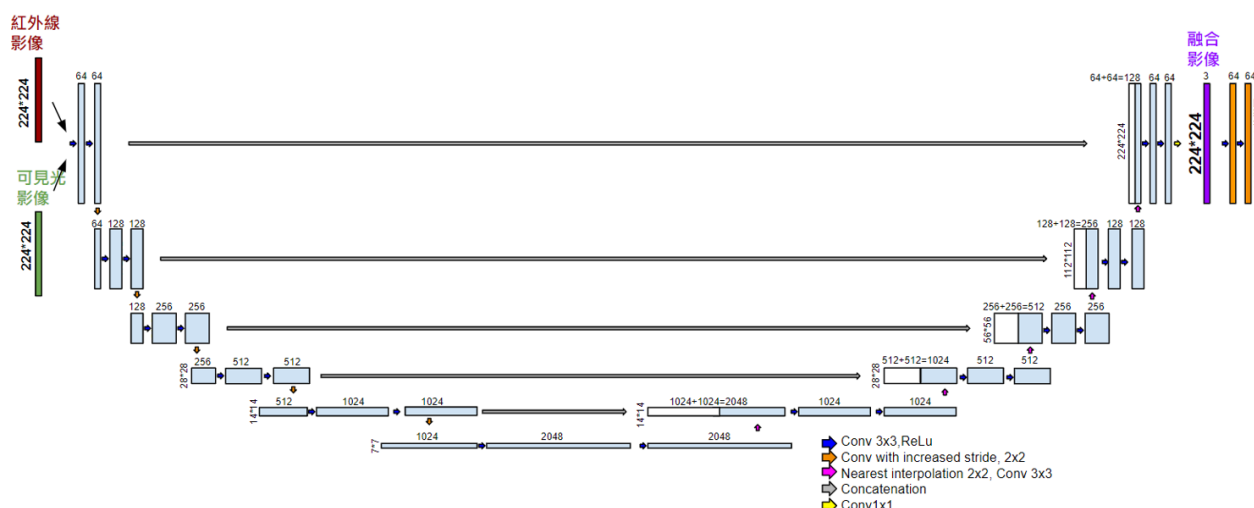 紅外線
影像
224*224
64 64
可見光
影像
224*224
64 128 128
128 256 256
256 512 512
28*28
512 1024 1024
14*14
1024 2048 2048
7*7
1024+1024=2048 1024 1024
14*14
512+512=1024 512 512
28*28
256+256=512 256 256
56*56
128+128=256 128 128
112*112
64+64=128 64 64
224*224
融合
影像
3 64 64
224*224
Conv 3x3,ReLu
Conv with increased stride, 2x2
Nearest interpolation 2x2, Conv 3x3
Concatenation
Conv1x1